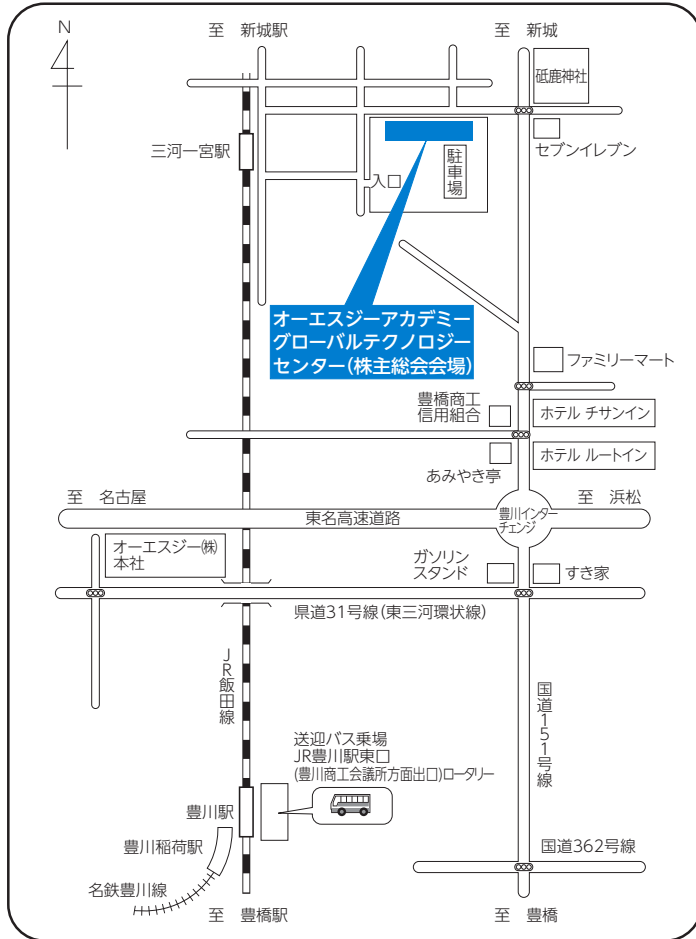 N
至 新城駅
至 新城
砥鹿神社
三河一宮駅
セブンイレブン
駐車場
入口
オーエスジーアカデミー
グローバルテクノロジー
センター(株主総会会場)
ファミリーマート
豊橋商工
信用組合
ホテル チサンイン
あみやき亭
ホテル ルートイン
至 名古屋
至 浜松
東名高速道路
豊川インター
チェンジ
オーエスジー㈱
本社
ガソリン
スタンド
すき家
県道31号線(東三河環状線)
JR飯田線
国道151号線
送迎バス乗場
JR豊川駅東口
(豊川商工会議所方面出口)ロータリー
豊川駅
豊川稲荷駅
国道362号線
名鉄豊川線
至 豊橋駅
至 豊橋